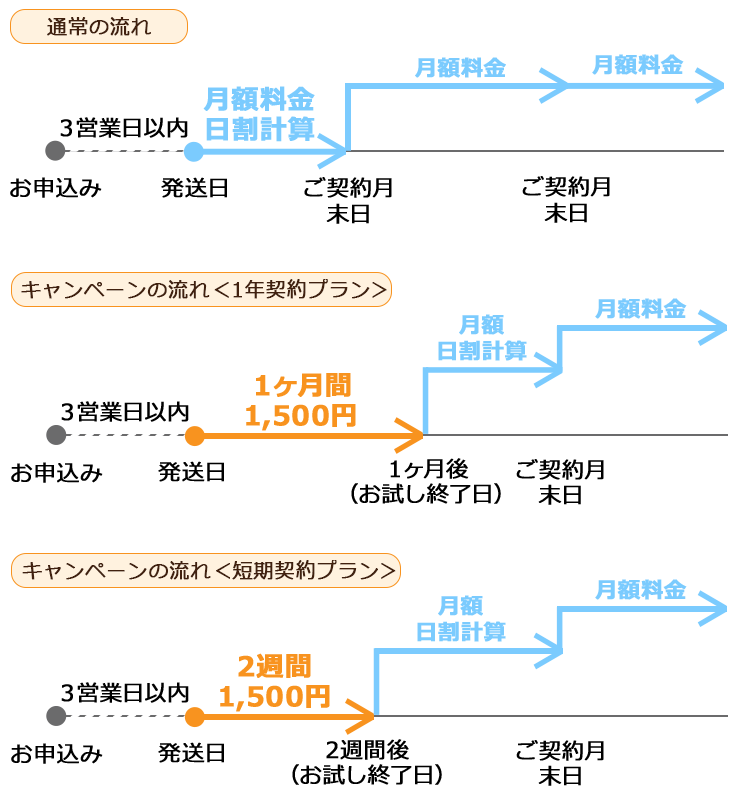 通常の流れ
月額料金
月額料金
月額料金
日割計算
3営業日以内
お申込み
発送日
ご契約月
末日
ご契約月
末日
キャンペーンの流れ<1年契約プラン>
月額料金
月額
日割計算
1ヶ月間
1,500円
3営業日以内
お申込み
発送日
1ヶ月後
(お試し終了日)
ご契約月
末日
キャンペーンの流れ<短期契約プラン>
月額料金
月額
日割計算
2週間
1,500円
3営業日以内
お申込み
発送日
2週間後
(お試し終了日)
ご契約月
末日